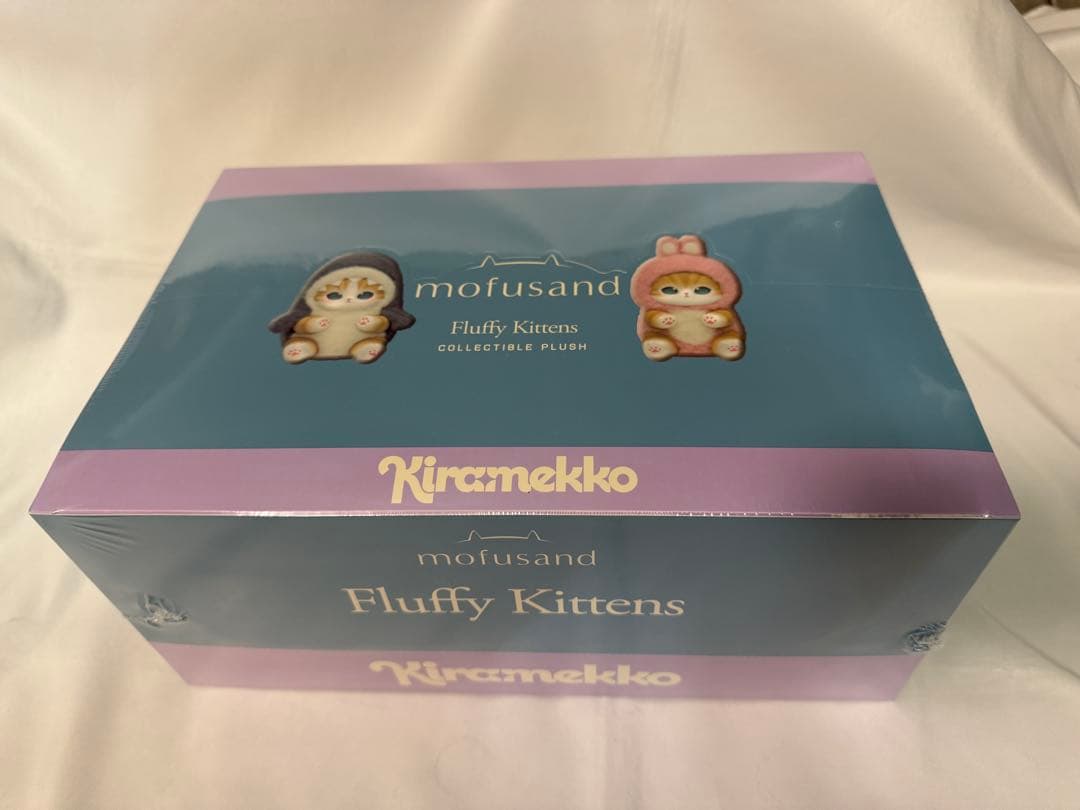 mofusand
Fluffy Kittens
COLLECTIBLE PLUSH
Kiramekko
mofusand
Fluffy Kittens
Kiramekko